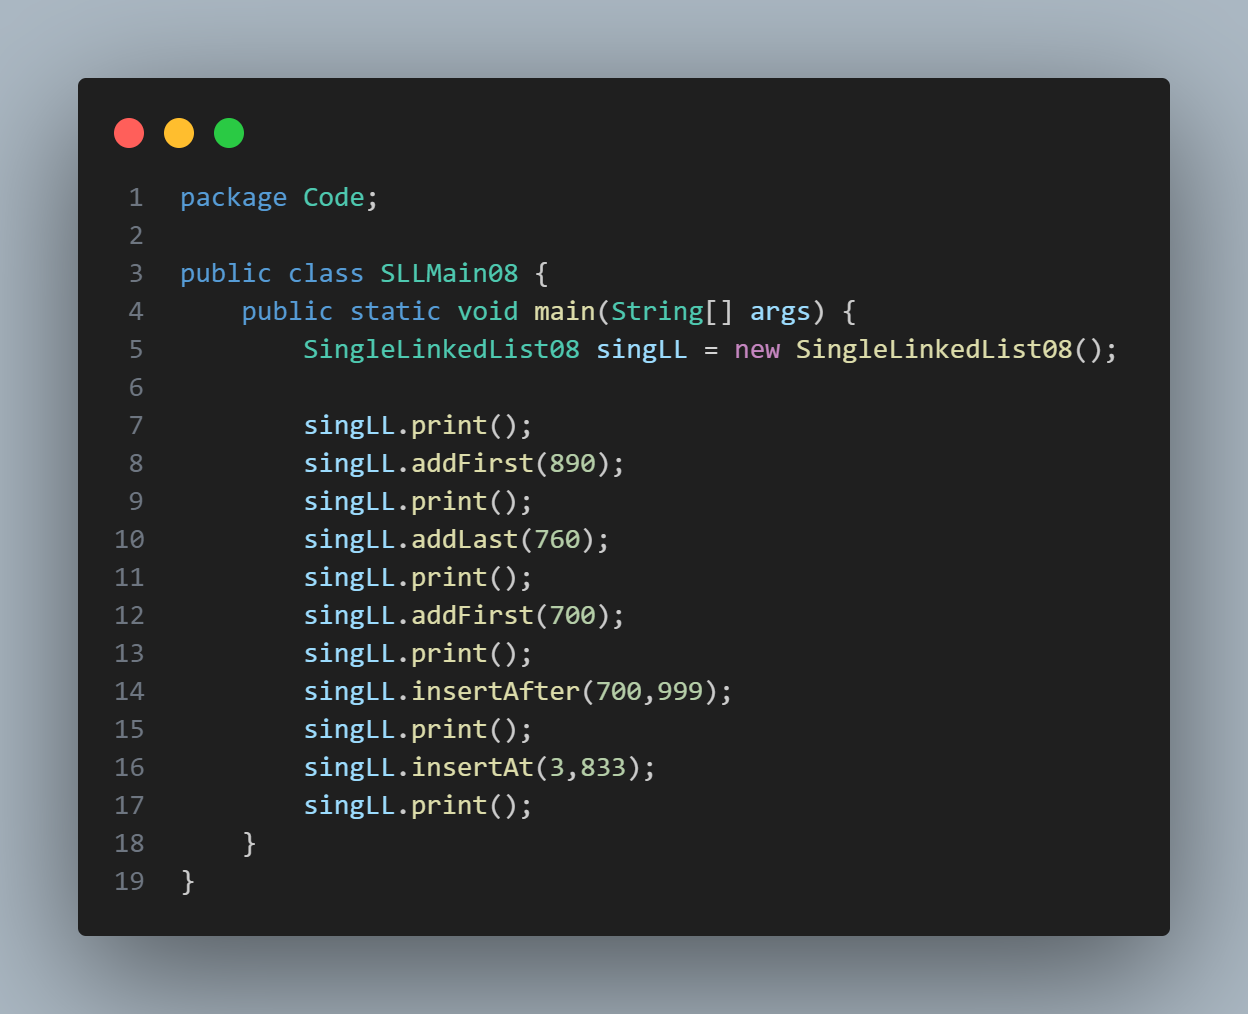 1 package Code;
2
3 public class SLLMain08 {
4     public static void main(String[] args) {
5         SingleLinkedList08 singLL = new SingleLinkedList08();
6
7         singLL.print();
8         singLL.addFirst(890);
9         singLL.print();
10         singLL.addLast(760);
11         singLL.print();
12         singLL.addFirst(700);
13         singLL.print();
14         singLL.insertAfter(700,999);
15         singLL.print();
16         singLL.insertAt(3,833);
17         singLL.print();
18     }
19 }